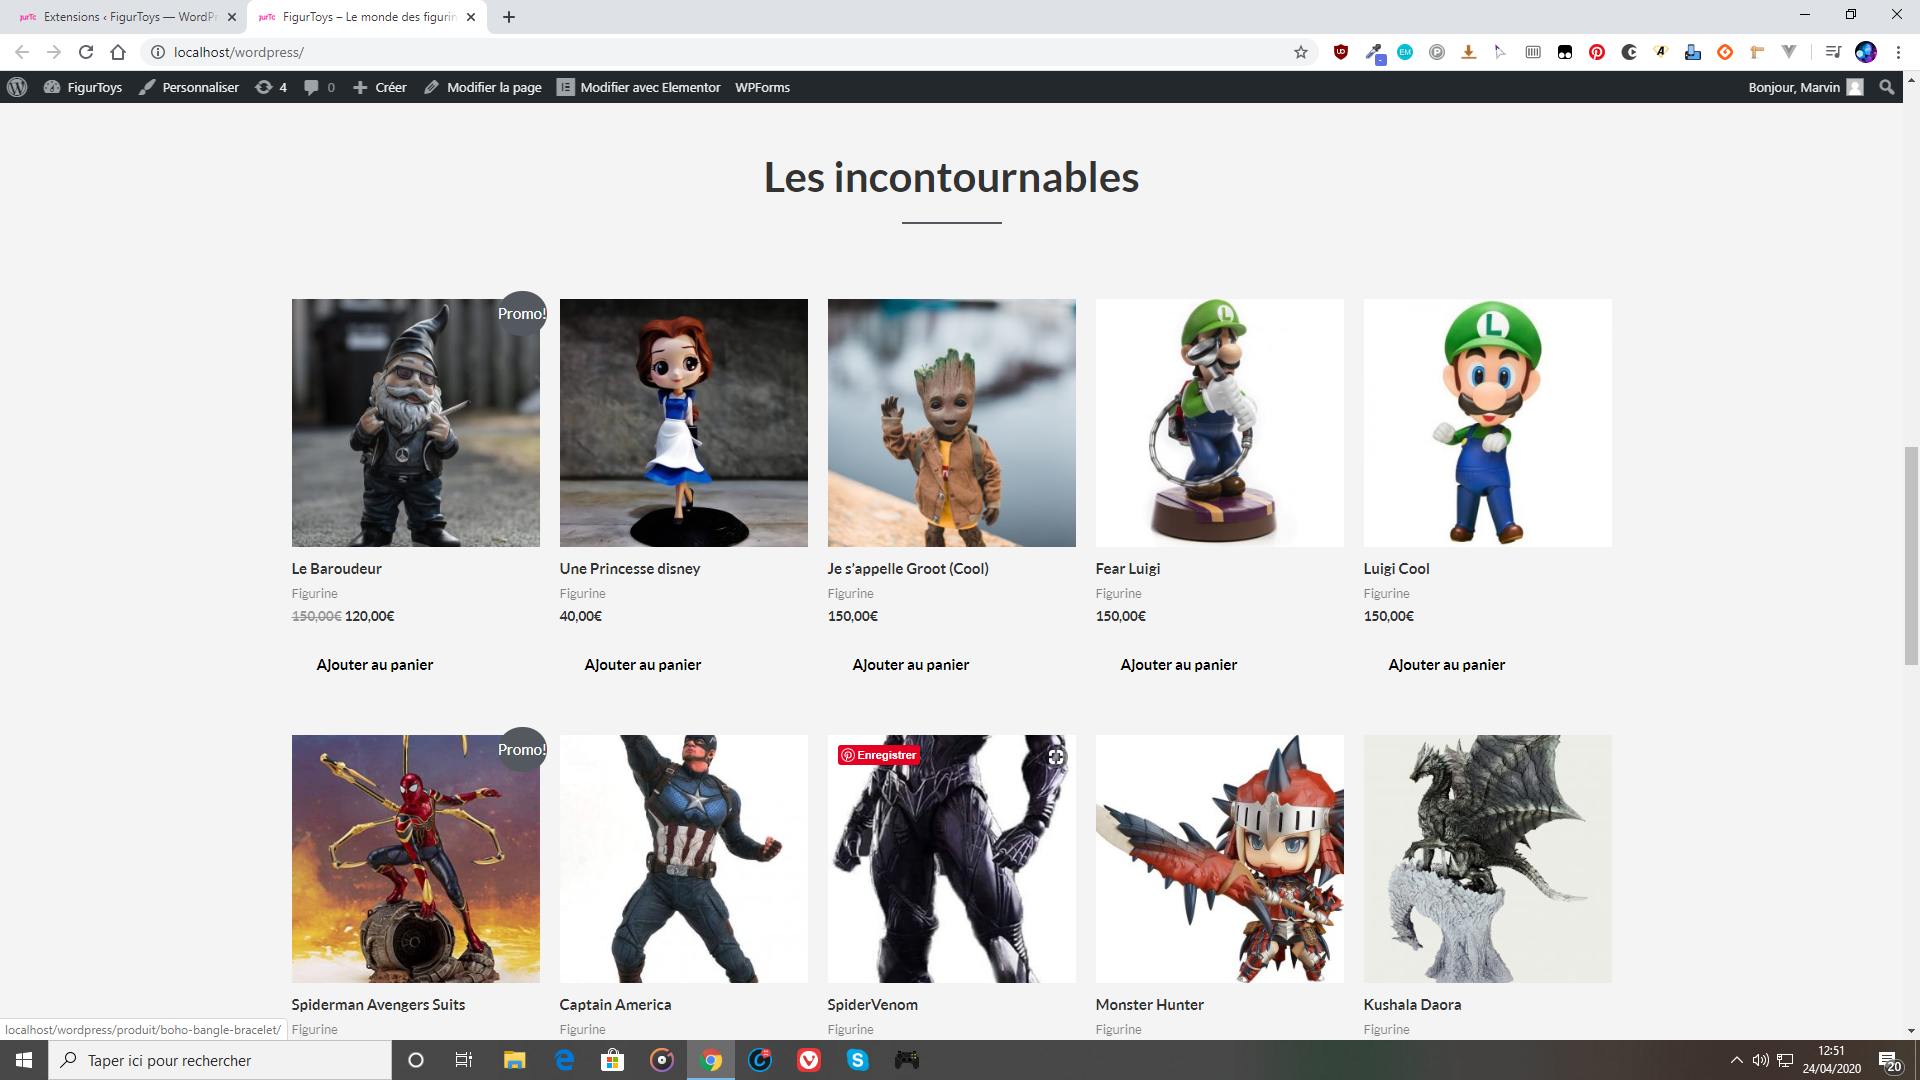 Extensions ‹ FigurToys — WordPr
FigurToys – Le monde des figurin
localhost/wordpress/
FigurToys
Personnaliser
4
0
Créer
Modifier la page
Modifier avec Elementor
WPForms
Bonjour, Marvin
Les incontournables
Promo!
Le Baroudeur
Une Princesse disney
Je s’appelle Groot (Cool)
Fear Luigi
Luigi Cool
Figurine
Figurine
Figurine
Figurine
Figurine
150,00€ 120,00€
40,00€
150,00€
150,00€
150,00€
Ajouter au panier
Ajouter au panier
Ajouter au panier
Ajouter au panier
Ajouter au panier
Promo!
Enregistrer
Spiderman Avengers Suits
Captain America
SpiderVenom
Monster Hunter
Kushala Daora
Figurine
Figurine
Figurine
Figurine
Figurine
localhost/wordpress/produit/boho-bangle-bracelet/
Taper ici pour rechercher
12:51
24/04/2020
20